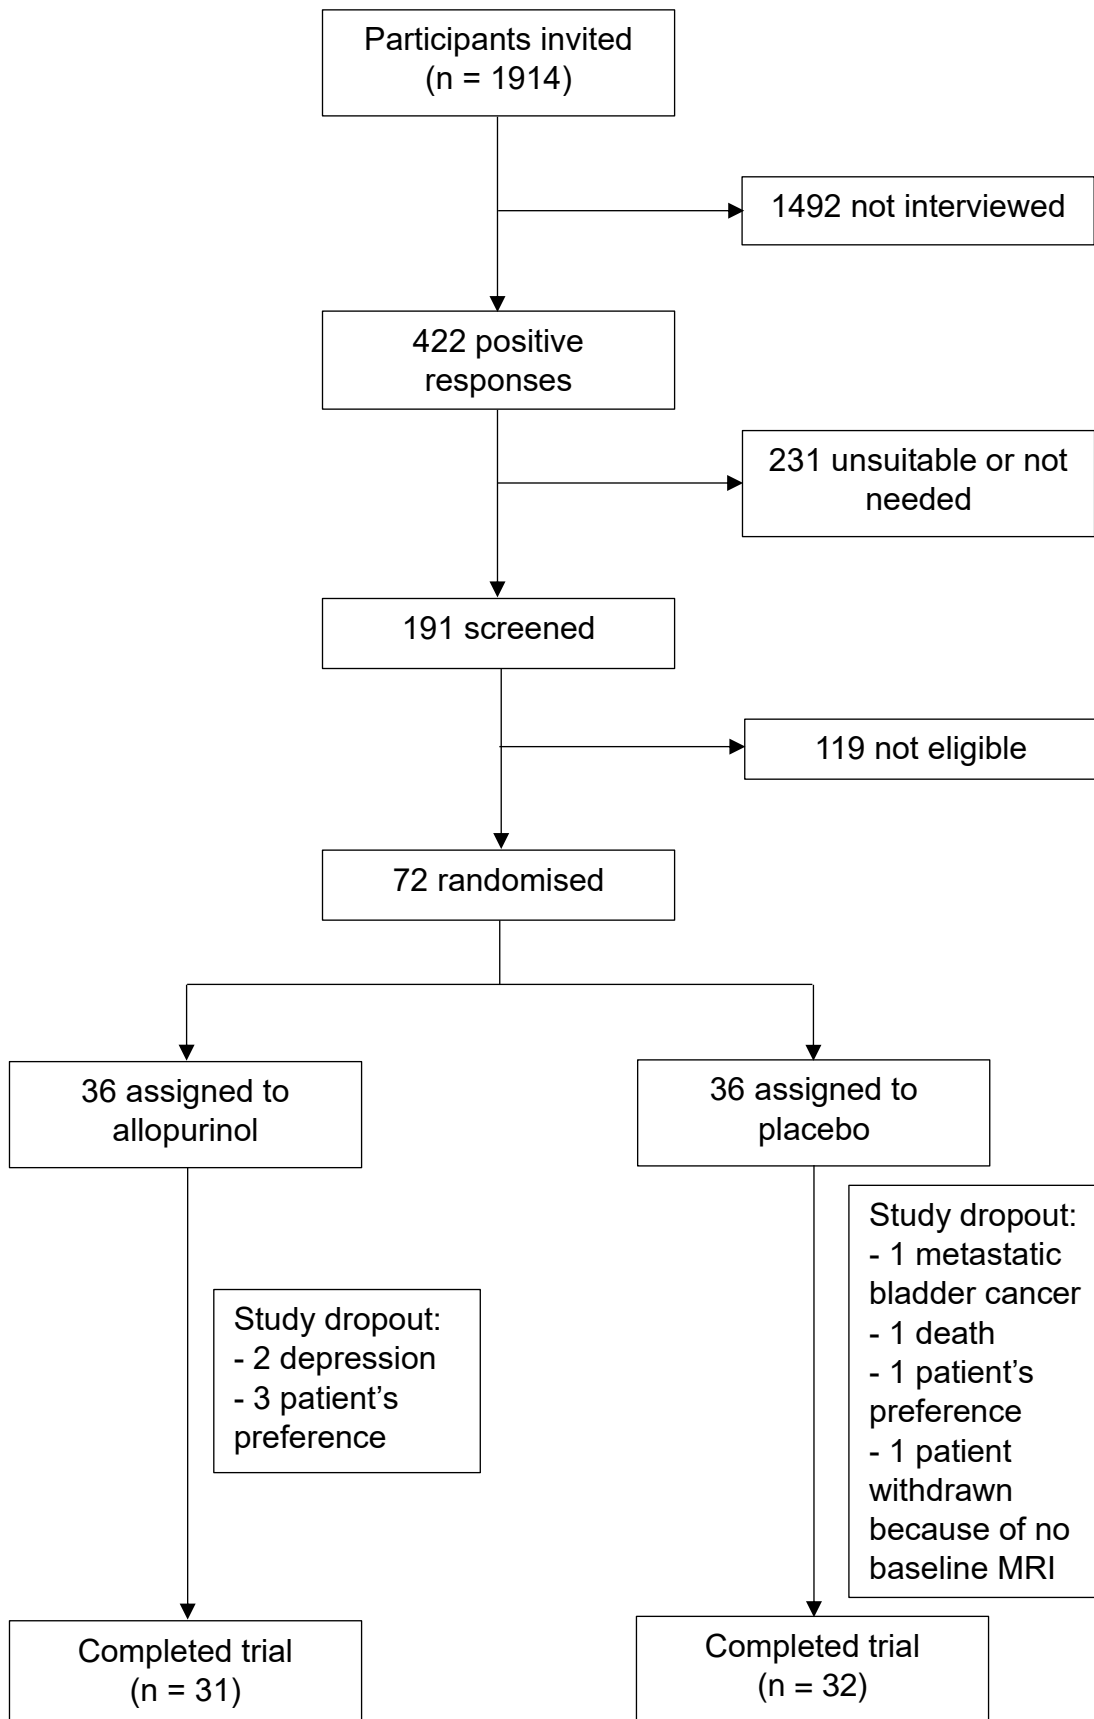 Participants invited
(n = 1914)
1492 not interviewed
422 positive
responses
231 unsuitable or not
needed
191 screened
119 not eligible
72 randomised
36 assigned to
allopurinol
36 assigned to
placebo
Study dropout:
- 2 depression
- 3 patient’s
preference
Study dropout:
- 1 metastatic
bladder cancer
- 1 death
- 1 patient’s
preference
- 1 patient
withdrawn
because of no
baseline MRI
Completed trial
(n = 31)
Completed trial
(n = 32)